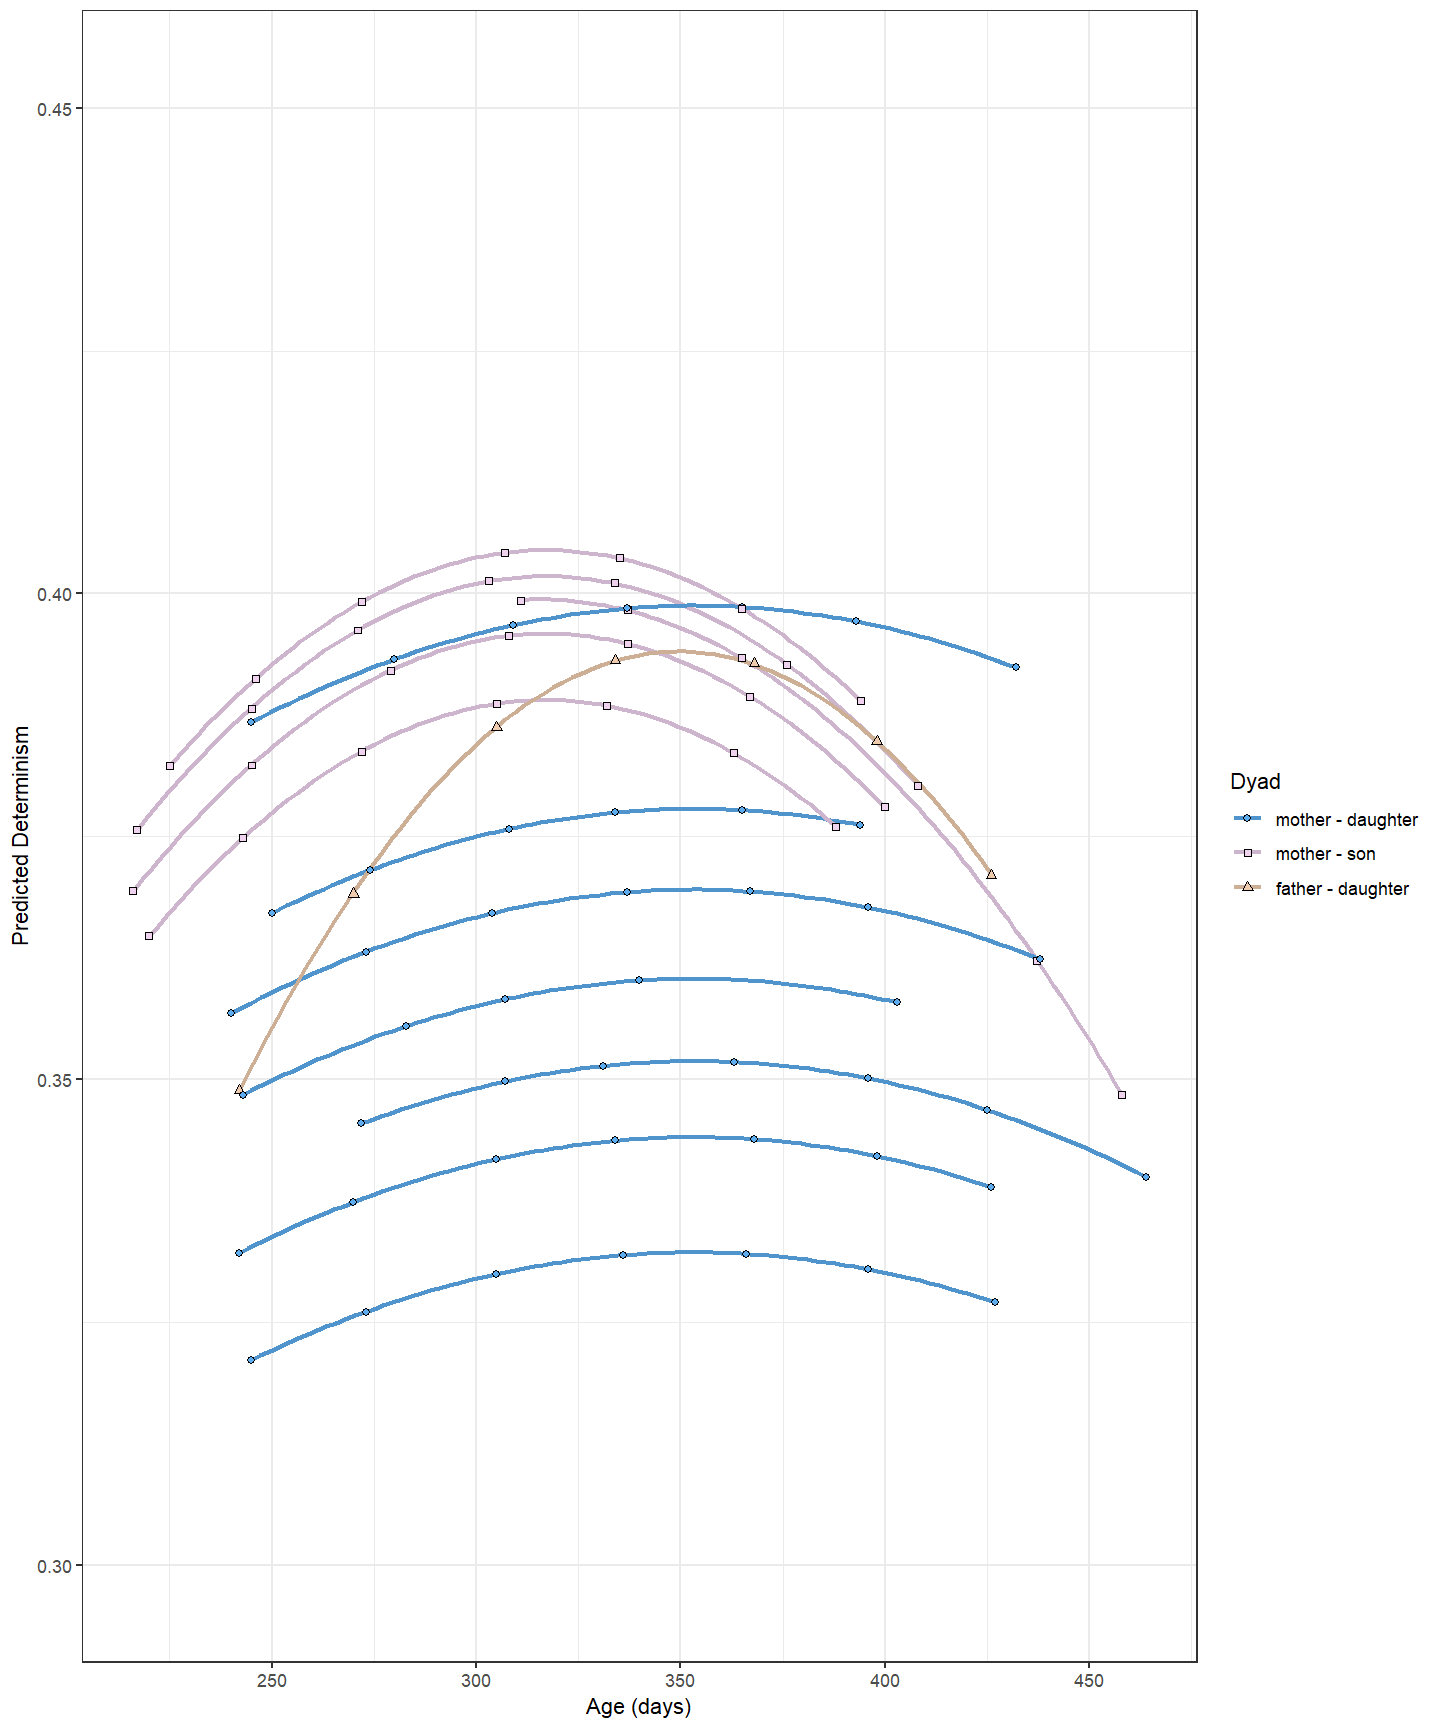 Predicted Determinism
0.45
0.40
0.35
0.30
250 300 350 400 450
Age (days)
Dyad
mother - daughter
mother - son
father - daughter